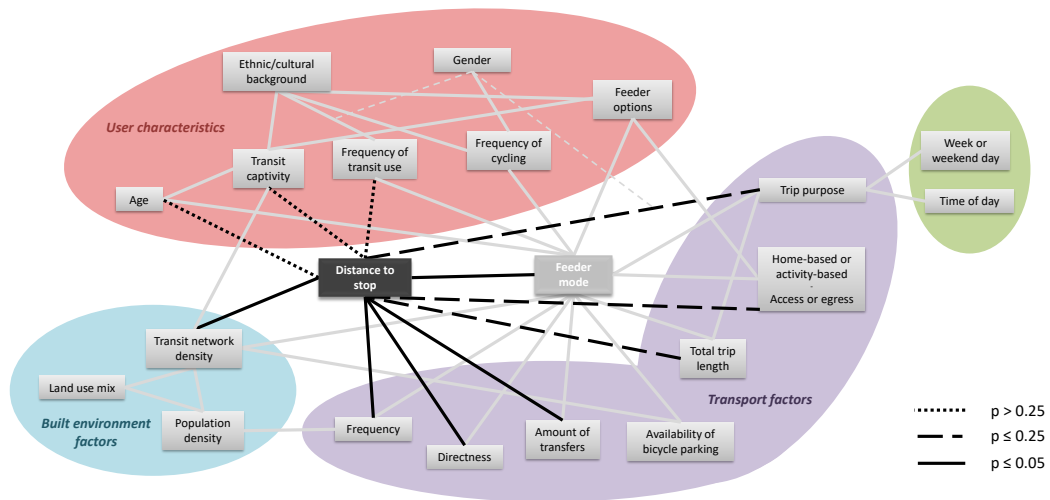 Ethnic/cultural
background
Gender
Feeder
options
User characteristics
Week or
weekend day
Transit
captivity
Frequency of
transit use
Frequency of
cycling
Age
Trip purpose
Time of day
Distance to
stop
Feeder
mode
Home-based or
activity-based
-
Access or egress
Transit network
density
Total trip
length
Land use mix
Built environment
factors
Population
density
Frequency
Directness
Amount of
transfers
Availability of
bicycle parking
Transport factors
p > 0.25
p ≤ 0.25
p ≤ 0.05